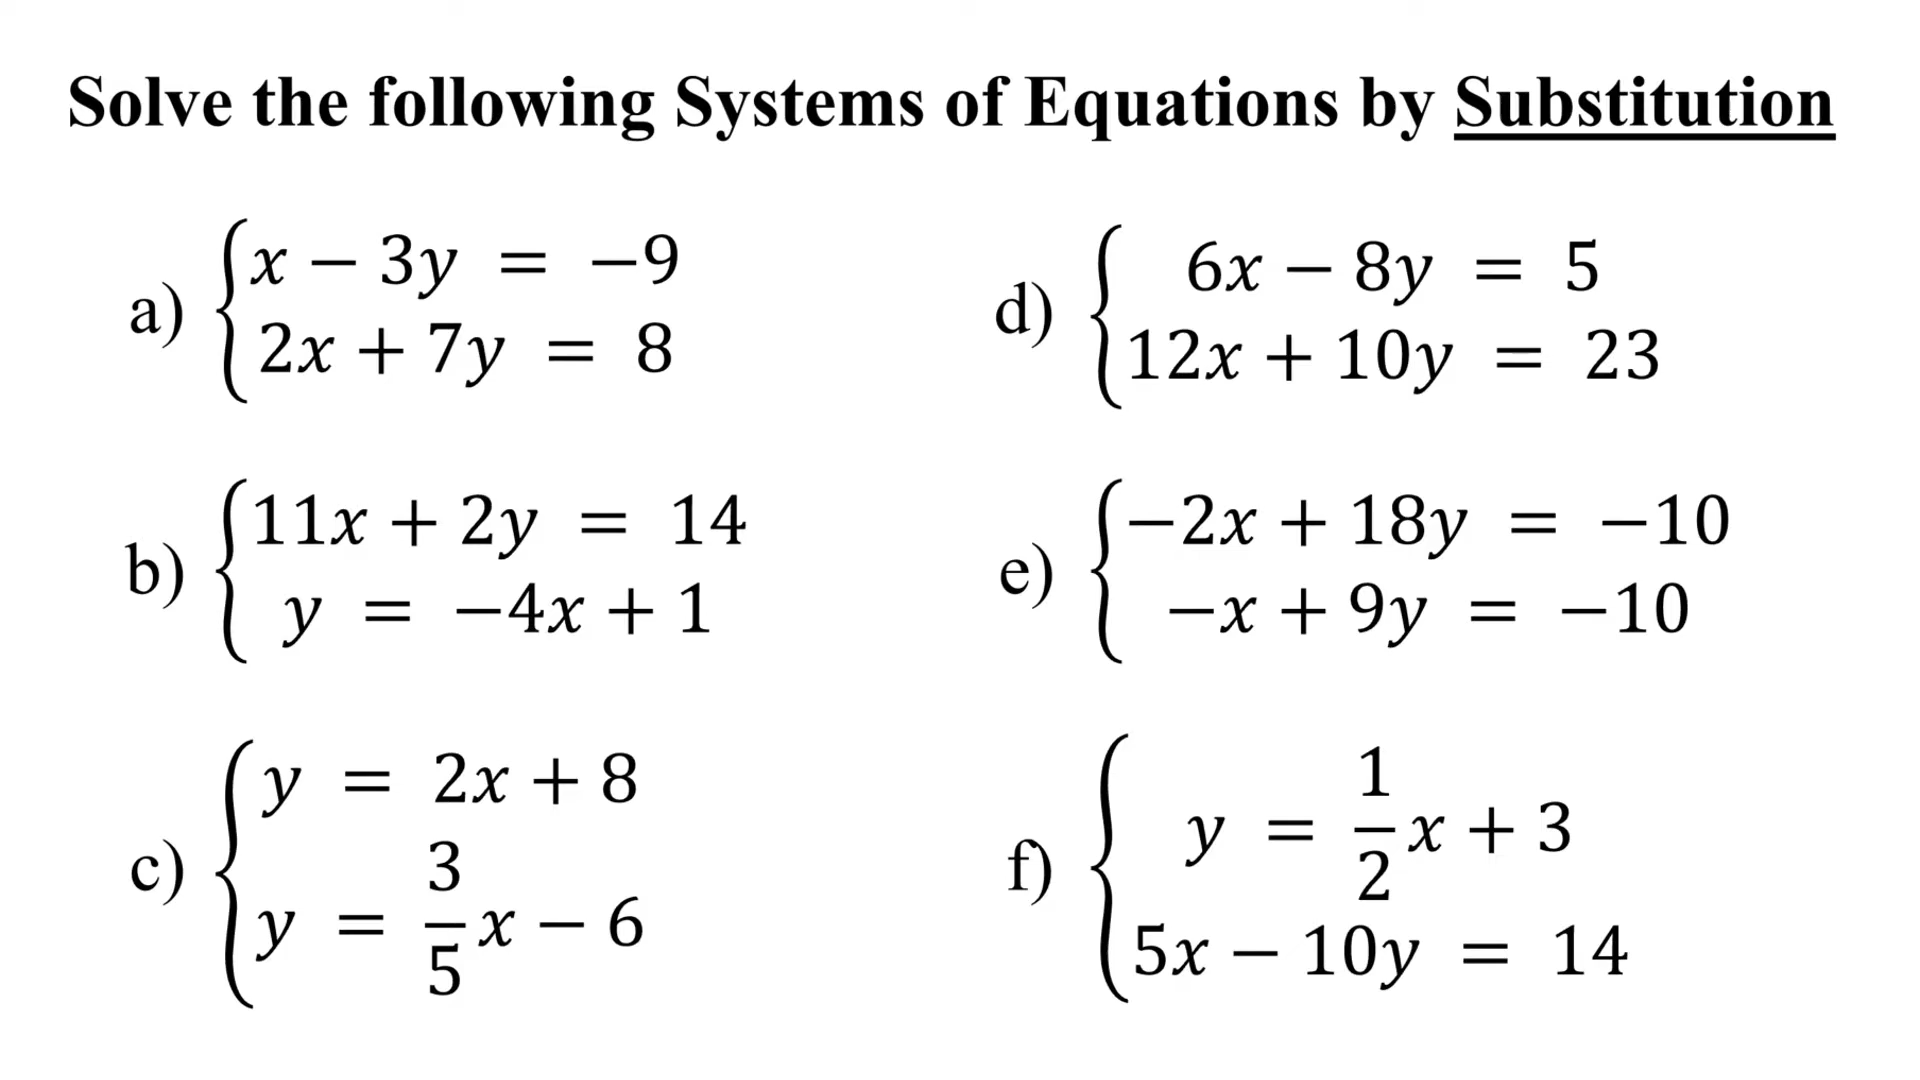 Solve the following Systems of Equations by Substitution
a) {x − 3y = −9
2x + 7y = 8
b) {11x + 2y = 14
y = −4x + 1
c) {y = 2x + 8
y = 3/5 x − 6
d) {6x − 8y = 5
12x + 10y = 23
e) {−2x + 18y = −10
−x + 9y = −10
f) {y = 1/2 x + 3
5x − 10y = 14